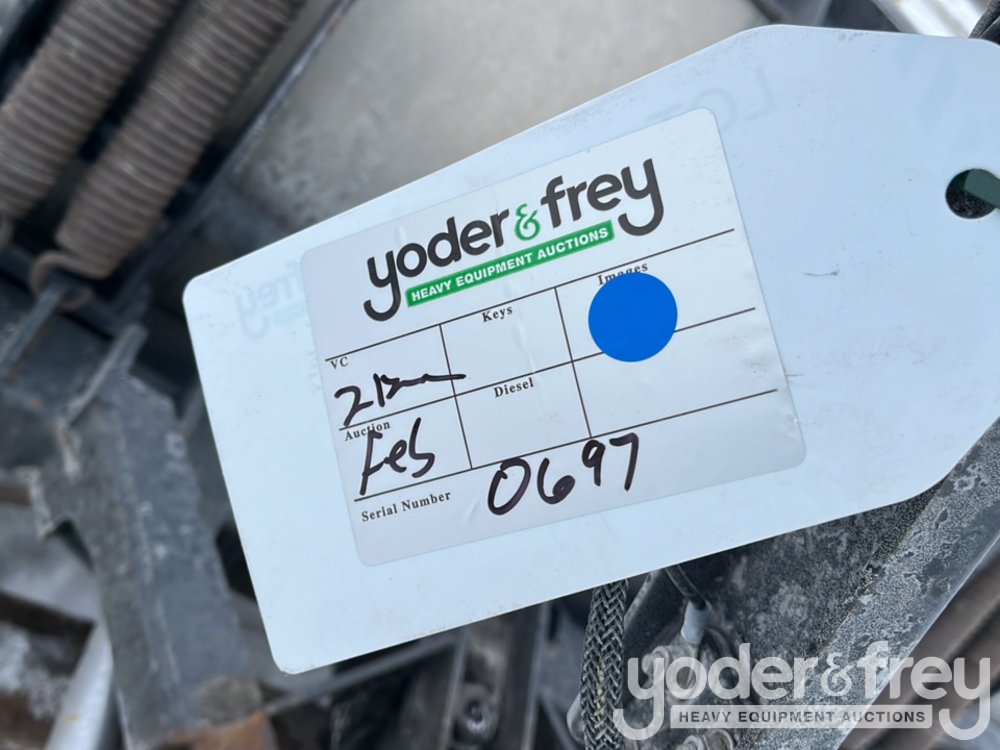 yoder & frey
HEAVY EQUIPMENT AUCTIONS
VC
Keys
Images
Auction
Feb
Diesel
Serial Number 0697
yoder & frey
HEAVY EQUIPMENT AUCTIONS